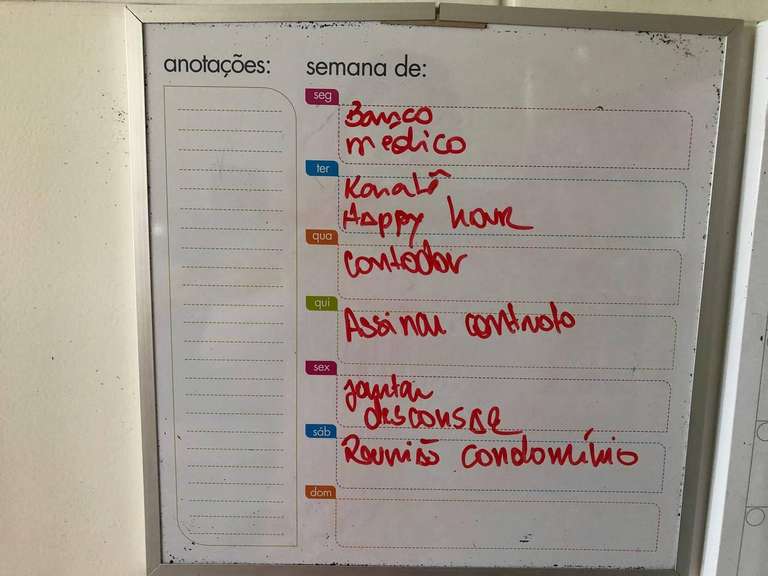 anotações:
semana de:
seg
Banco
medico
ter
Karatê
Happy hour
qua
contador
qui
Assinar contrato
sex
jantar
descansar
sáb
Reunião condomínio
dom